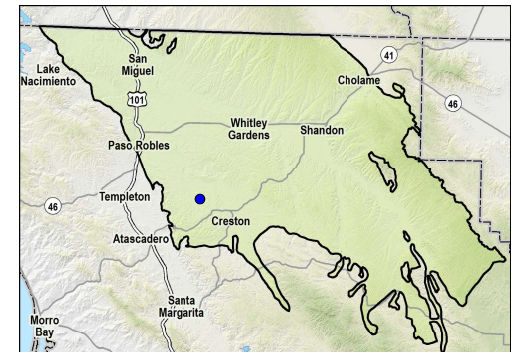 San
Miguel
41
Lake
Nacimiento
Cholame
101
46
Whitley
Gardens
Shandon
Paso Robles
Templeton
46
Creston
Atascadero
Santa
Margarita
Morro
Bay